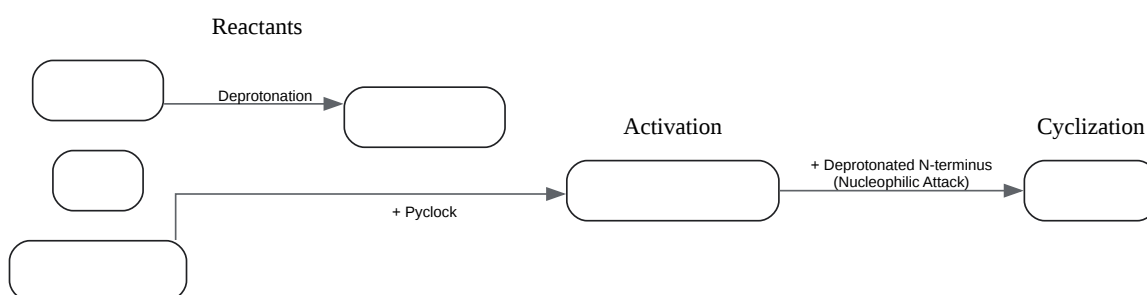 Reactants
Deprotonation
Activation
Cyclization
+ Deprotonated N-terminus
(Nucleophilic Attack)
+ Pyclock